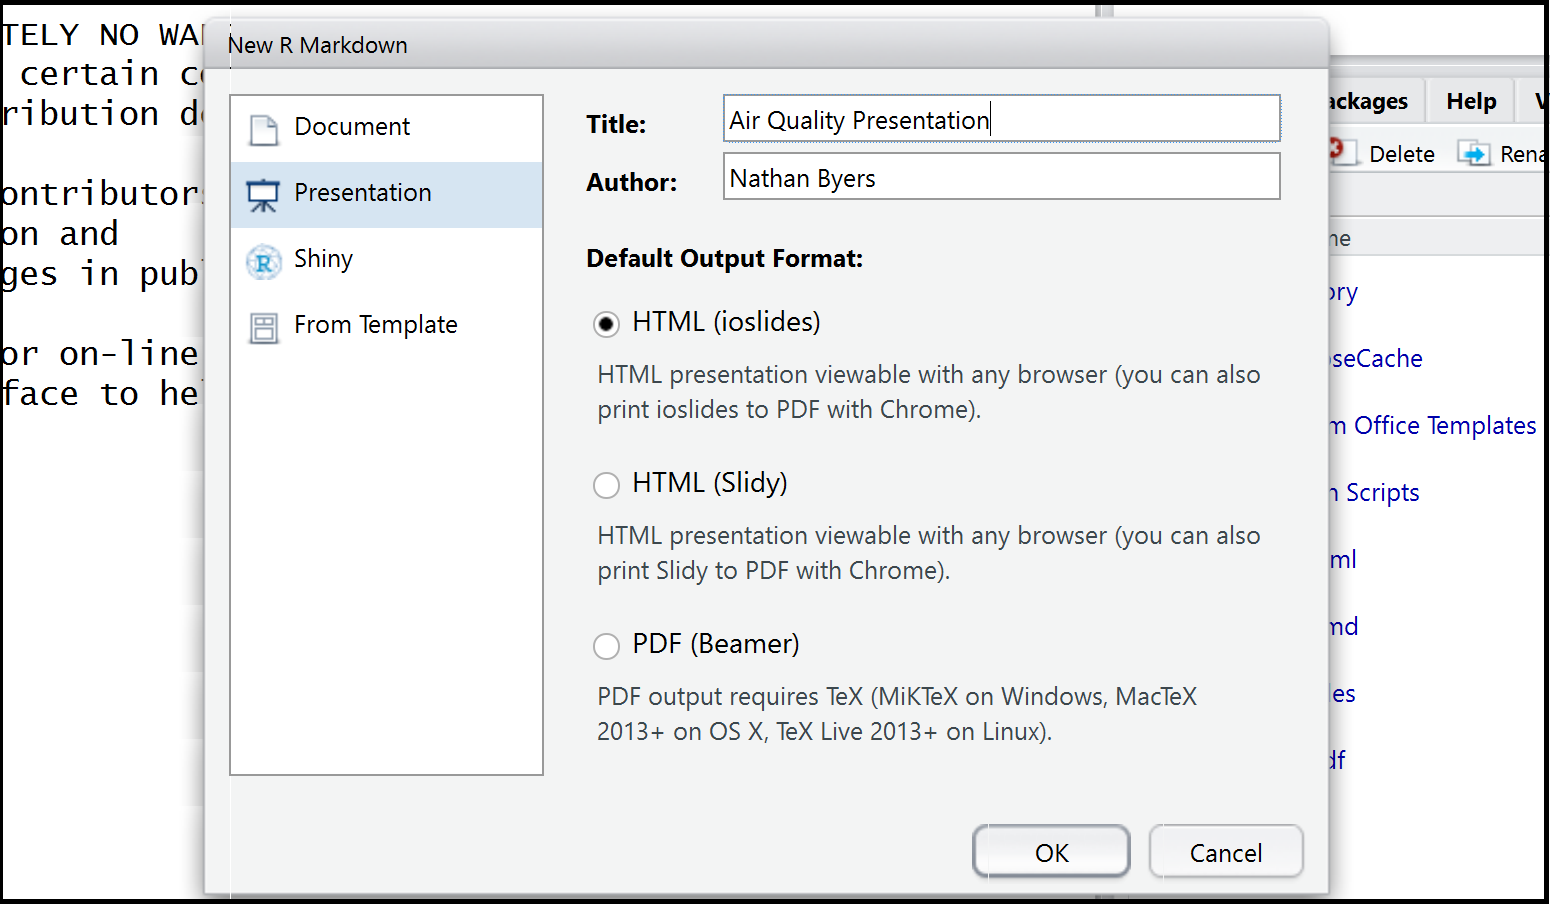 TELY NO WA
certain c
ribution d
ontributors
on and
ges in pub
or on-line
face to he
New R Markdown
Document
Presentation
Shiny
From Template
Title:
Air Quality Presentation
Author:
Nathan Byers
Default Output Format:
HTML (ioslides)
HTML presentation viewable with any browser (you can also
print ioslides to PDF with Chrome).
HTML (Slidy)
HTML presentation viewable with any browser (you can also
print Slidy to PDF with Chrome).
PDF (Beamer)
PDF output requires TeX (MiKTeX on Windows, MacTeX
2013+ on OS X, TeX Live 2013+ on Linux).
OK
Cancel
ackages Help
Delete Rena
me
ory
oseCache
m Office Templates
n Scripts
ml
md
les
df